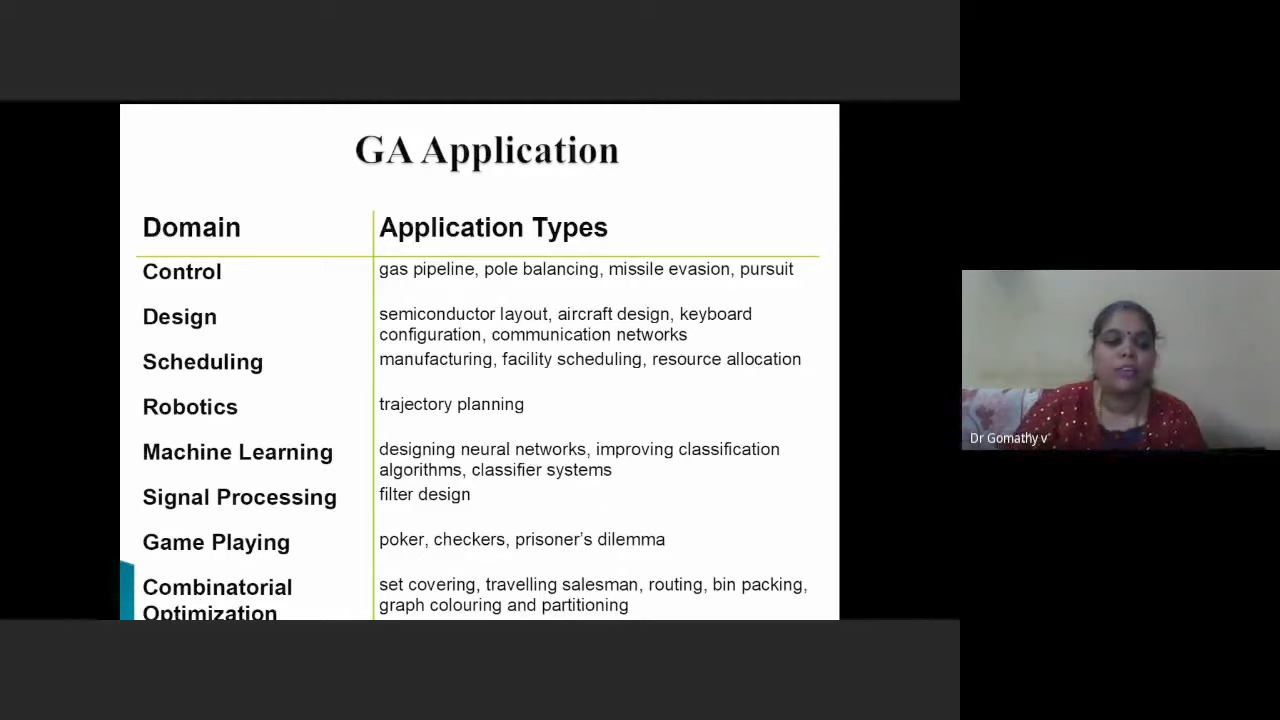 GA Application
Domain
Application Types
Control
gas pipeline, pole balancing, missile evasion, pursuit
Design
semiconductor layout, aircraft design, keyboard
configuration, communication networks
Scheduling
manufacturing, facility scheduling, resource allocation
Robotics
trajectory planning
Machine Learning
designing neural networks, improving classification
algorithms, classifier systems
Signal Processing
filter design
Game Playing
poker, checkers, prisoner’s dilemma
Combinatorial
Optimization
set covering, travelling salesman, routing, bin packing,
graph colouring and partitioning
Dr Gomathy v